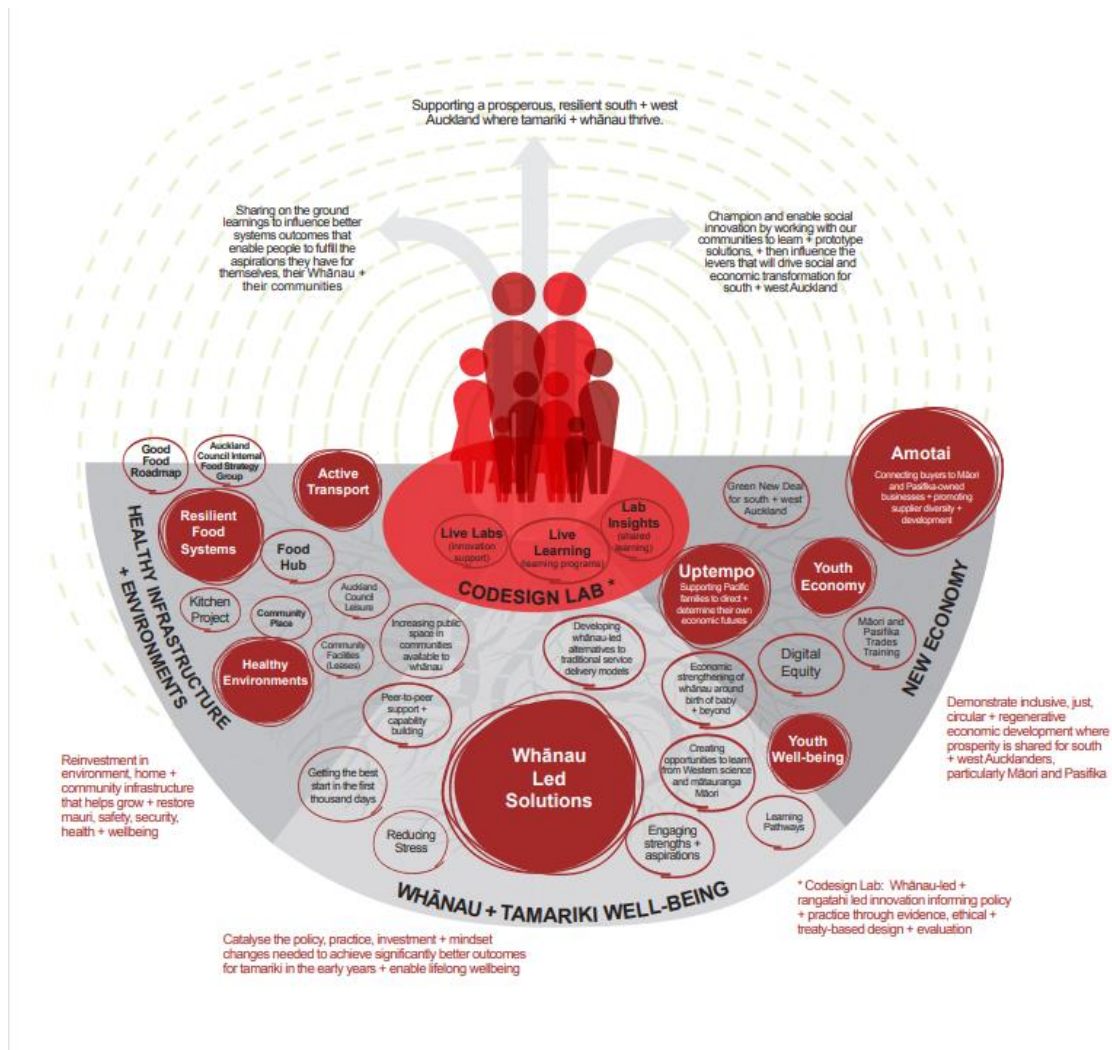 Supporting a prosperous, resilient south + west
Auckland where tamariki + whānau thrive.
Sharing on the ground
learnings to influence better
systems outcomes that
enable people to fulfill the
aspirations they have for
themselves, their Whānau +
their communities
Champion and enable social
innovation by working with our
communities to learn + prototype
solutions, + then influence the
levers that will drive social and
economic transformation for
south + west Auckland
Good
Food
Roadmap
Auckland
Council Internal
Food Strategy
Group
Active
Transport
Resilient
Food
Systems
Food
Hub
Kitchen
Project
Community
Place
Auckland
Council
Leisure
Community
Facilities
(Leases)
Healthy
Environments
Increasing public
space in
communities
available to
whānau
HEALTHY INFRASTRUCTURE
+ ENVIRONMENTS
Live Labs
(innovation
support)
Live
Learning
(learning programs)
Lab
Insights
(shared
learning)
CODESIGN LAB *
Green New Deal
for south + west
Auckland
Amotai
Connecting buyers to Māori
and Pasifika-owned
businesses + promoting
supplier diversity +
development
Uptempo
Supporting Pacific
families to direct +
determine their own
economic futures
Youth
Economy
Māori and
Pasifika
Trades
Training
Digital
Equity
NEW ECONOMY
Developing
whānau-led
alternatives to
traditional service
delivery models
Economic
strengthening of
whānau around
birth of baby
+ beyond
Peer-to-peer
support +
capability
building
Whānau
Led
Solutions
Creating
opportunities to learn
from Western science
and mātauranga
Māori
Youth
Well-being
Getting the best
start in the first
thousand days
Reducing
Stress
Engaging
strengths +
aspirations
Learning
Pathways
WHĀNAU + TAMARIKI WELL-BEING
Reinvestment in
environment, home +
community infrastructure
that helps grow + restore
mauri, safety, security,
health + wellbeing
Demonstrate inclusive, just,
circular + regenerative
economic development where
prosperity is shared for south
+ west Aucklanders,
particularly Māori and Pasifika
* Codesign Lab: Whānau-led +
rangatahi led innovation informing policy
+ practice through evidence, ethical +
treaty-based design + evaluation
Catalyse the policy, practice, investment + mindset
changes needed to achieve significantly better outcomes
for tamariki in the early years + enable lifelong wellbeing